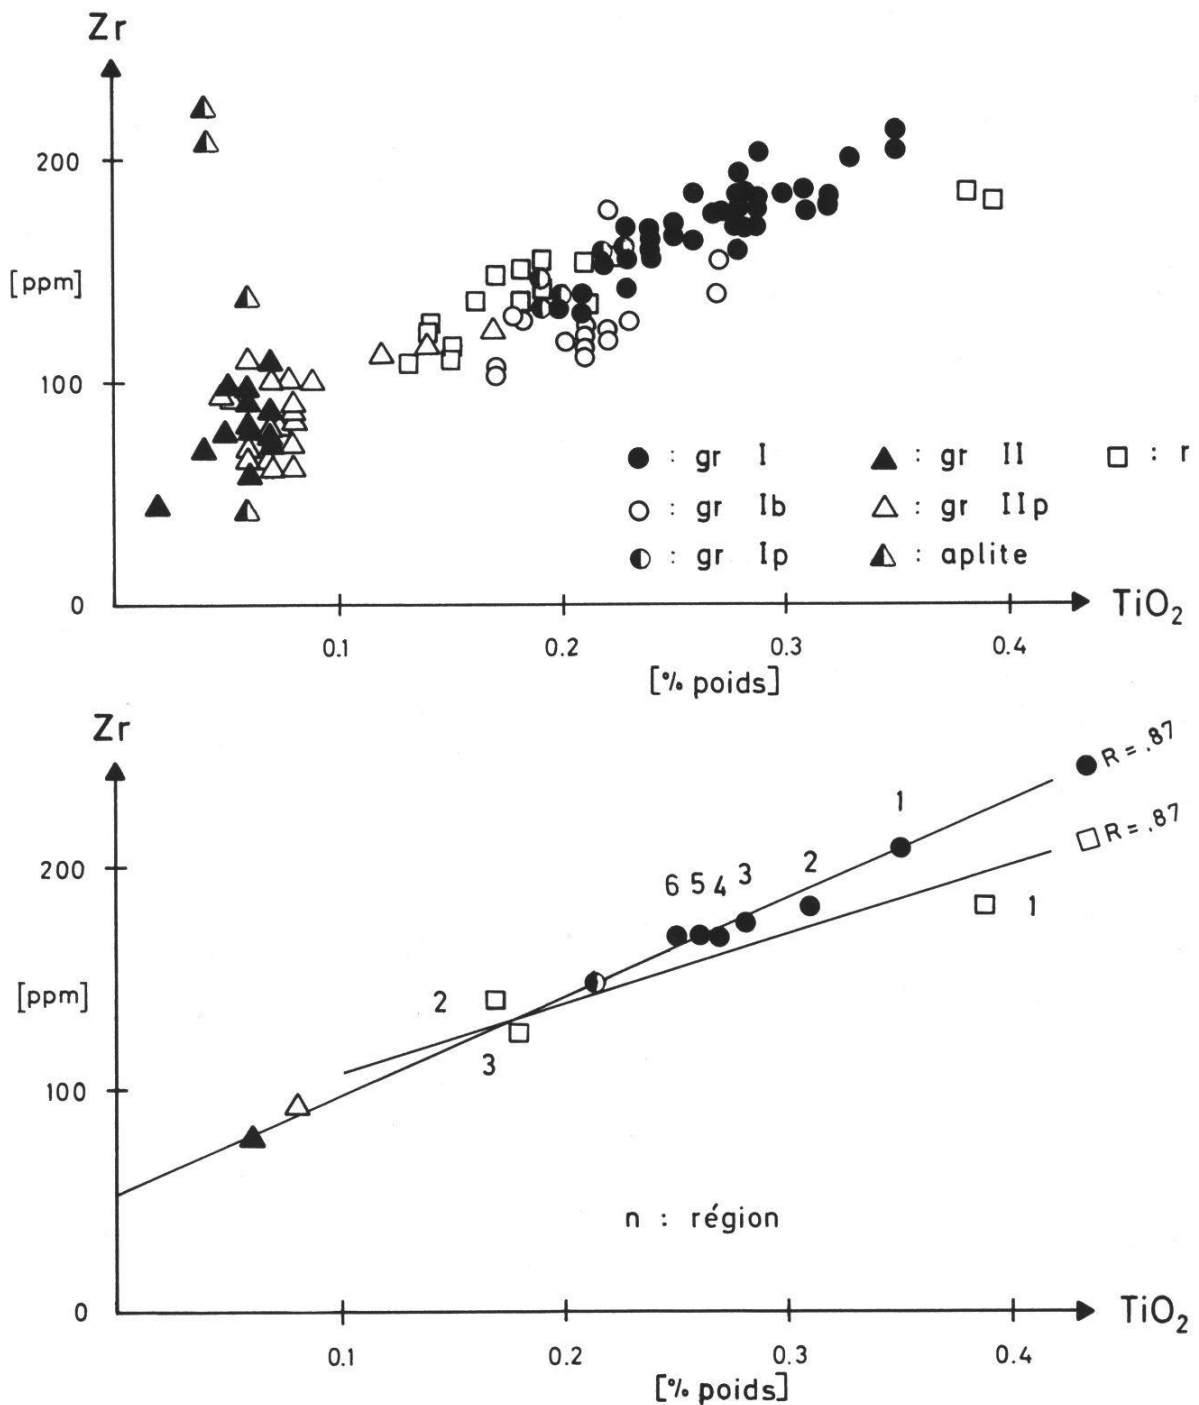 Zr
200
[ppm]
100
0
● : gr I ▲ : gr II □ : r
○ : gr Ib △ : gr IIp
◐ : gr Ip : aplite
TiO₂
0.1 0.2 0.3 0.4
[% poids]
Zr
R = .87
1
R = .87
200
6 5 4 3 2
1
[ppm]
2
3
100
n : région
0
TiO₂
0.1 0.2 0.3 0.4
[% poids]